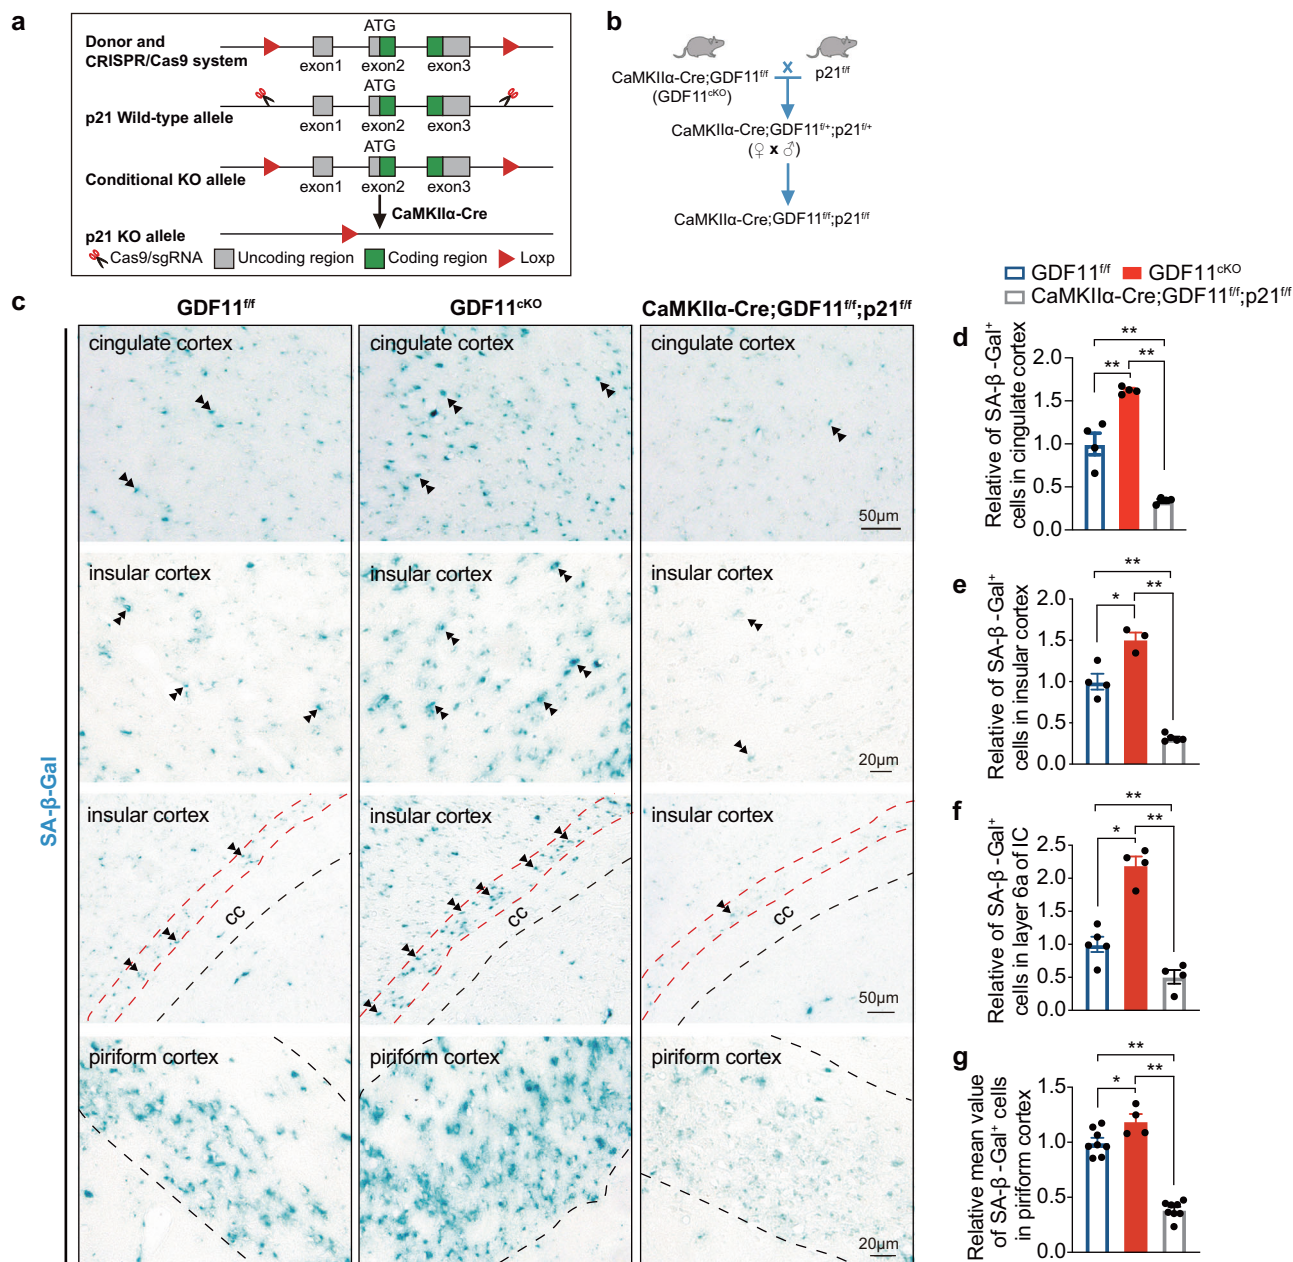 a
Donor and
CRISPR/Cas9 system
ATG
exon1 exon2 exon3
p21 Wild-type allele
ATG
exon1 exon2 exon3
Conditional KO allele
ATG
exon1 exon2 exon3
CaMKIIα-Cre
p21 KO allele
Cas9/sgRNA Uncoding region Coding region Loxp
b
x
CaMKIIα-Cre;GDF11f/f
(GDF11cKO)
p21f/f
CaMKIIα-Cre;GDF11f/+;p21f/+
(♀ x ♂)
CaMKIIα-Cre;GDF11f/f;p21f/f
c
GDF11f/f GDF11cKO CaMKIIα-Cre;GDF11f/f;p21f/f
SA-β-Gal
cingulate cortex cingulate cortex cingulate cortex
50μm
insular cortex insular cortex insular cortex
20μm
insular cortex insular cortex insular cortex
CC CC
50μm
piriform cortex piriform cortex piriform cortex
20μm
GDF11f/f GDF11cKO
CaMKIIα-Cre;GDF11f/f;p21f/f
d
Relative of SA-β -Gal+
cells in cingulate cortex
2.0
1.5
1.0
0.5
0.0
**
** **
e
Relative of SA-β -Gal+
cells in insular cortex
2.0
1.5
1.0
0.5
0.0
**
* **
f
Relative of SA-β -Gal+
cells in layer 6a of IC
2.5
2.0
1.5
1.0
0.5
0.0
**
* **
g
Relative mean value
of SA-β -Gal+ cells
in piriform cortex
1.5
1.0
0.5
0.0
**
* **